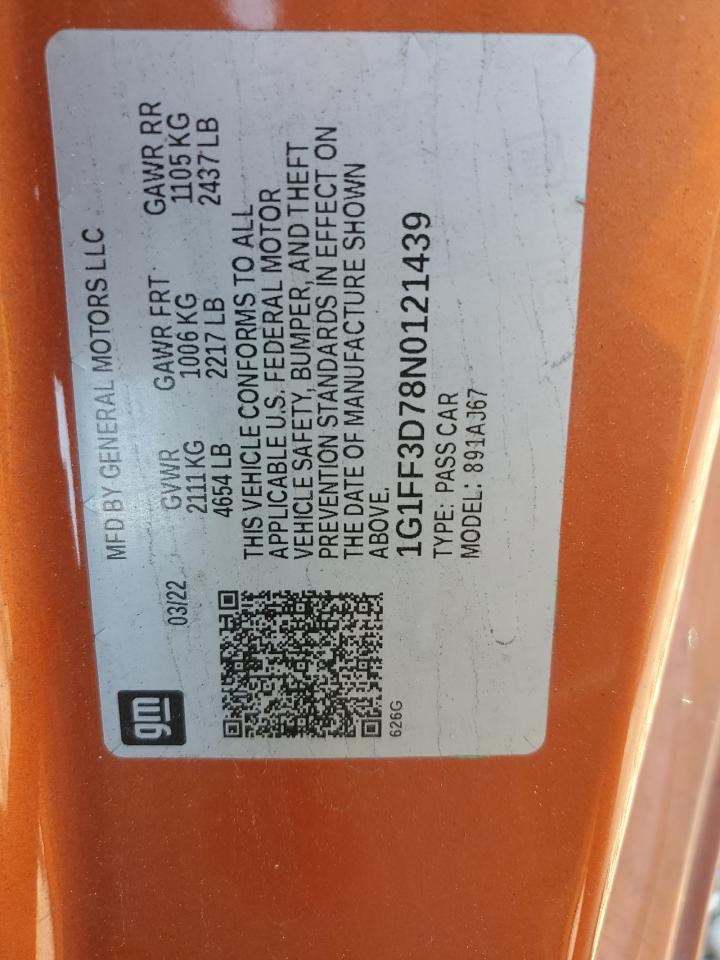 gm
MFD BY GENERAL MOTORS LLC
03/22
GVWR GAWR FRT GAWR RR
2111 KG 1006 KG 1105 KG
4654 LB 2217 LB 2437 LB
THIS VEHICLE CONFORMS TO ALL
APPLICABLE U.S. FEDERAL MOTOR
VEHICLE SAFETY, BUMPER, AND THEFT
PREVENTION STANDARDS IN EFFECT ON
THE DATE OF MANUFACTURE SHOWN
ABOVE.
1G1FF3D78N0121439
TYPE: PASS CAR
MODEL: 891AJ67
626G